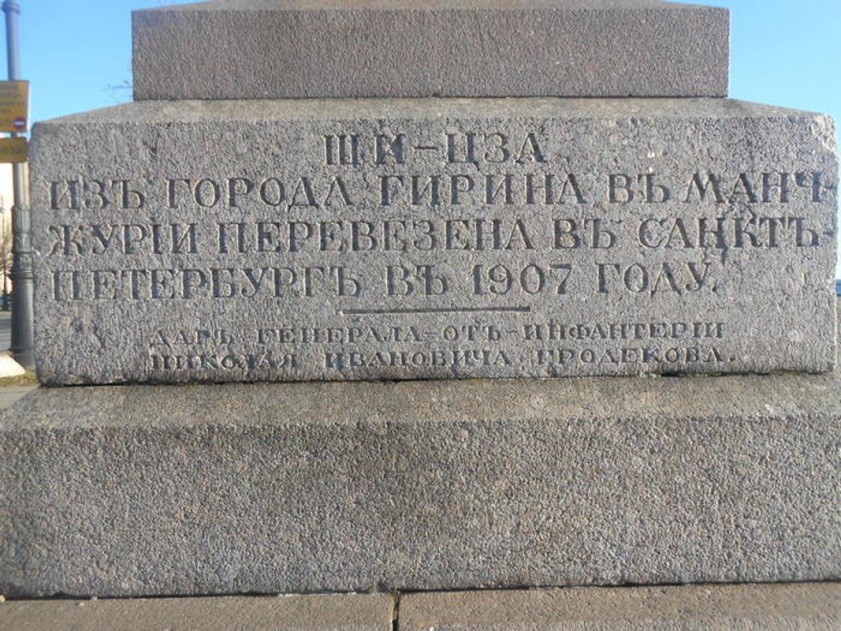 ШИ-ЦЗА
ИЗЪ ГОРОДА ГИРИНА ВЪ МАНЧ-
ЖУРІИ ПЕРЕВЕЗЕНА ВЪ САНКТЪ-
ПЕТЕРБУРГЪ ВЪ 1907 ГОДУ.
ДАРЪ ГЕНЕРАЛА-ОТЪ-ИНФАНТЕРІИ
НИКОЛАЯ ИВАНОВИЧА ГРОДЕКОВА.